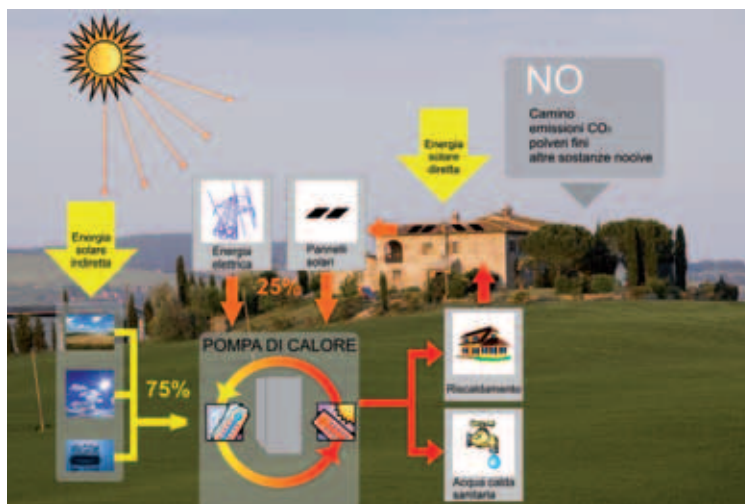 NO
Camino
emissioni CO₂
polveri fini
altre sostanze nocive
Energia
solare
diretta
Energia
solare
indiretta
Energia
elettrica
Pannelli
solari
25%
POMPA DI CALORE
75%
Riscaldamento
Acqua calda
sanitaria